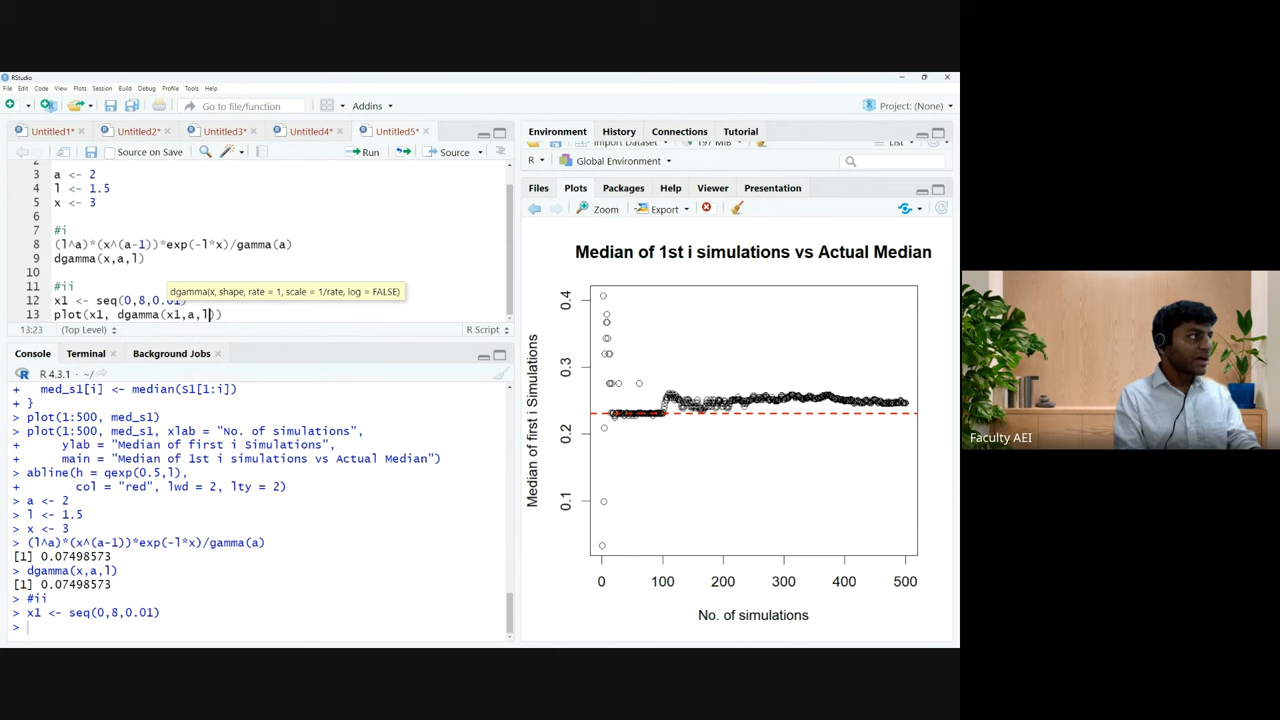 RStudio
File Edit Code View Plots Session Build Debug Profile Tools Help
Go to file/function
Addins
Project: (None)
Untitled1*
Untitled2*
Untitled3*
Untitled4*
Untitled5*
Source on Save
Run
Source
3 a <- 2
4 l <- 1.5
5 x <- 3
6
7 #i
8 (l^a)*(x^(a-1))*exp(-l*x)/gamma(a)
9 dgamma(x,a,l)
10
11 #ii
dgamma(x, shape, rate = 1, scale = 1/rate, log = FALSE)
12 x1 <- seq(0,8,0.01)
13 plot(x1, dgamma(x1,a,l))
13:23 (Top Level) R Script
Console Terminal Background Jobs
R 4.3.1 · ~/
+ med_s1[i] <- median(s1[1:i])
+ }
> plot(1:500, med_s1)
> plot(1:500, med_s1, xlab = "No. of simulations",
+ ylab = "Median of first i Simulations",
+ main = "Median of 1st i simulations vs Actual Median")
> abline(h = qexp(0.5,l),
+ col = "red", lwd = 2, lty = 2)
> a <- 2
> l <- 1.5
> x <- 3
> (l^a)*(x^(a-1))*exp(-l*x)/gamma(a)
[1] 0.07498573
> dgamma(x,a,l)
[1] 0.07498573
> #ii
> x1 <- seq(0,8,0.01)
>
Environment History Connections Tutorial
Import Dataset 197 MiB List
R Global Environment
Files Plots Packages Help Viewer Presentation
Zoom Export
Median of 1st i simulations vs Actual Median
Median of first i Simulations
0.4
0.3
0.2
0.1
0 100 200 300 400 500
No. of simulations
Faculty AEI